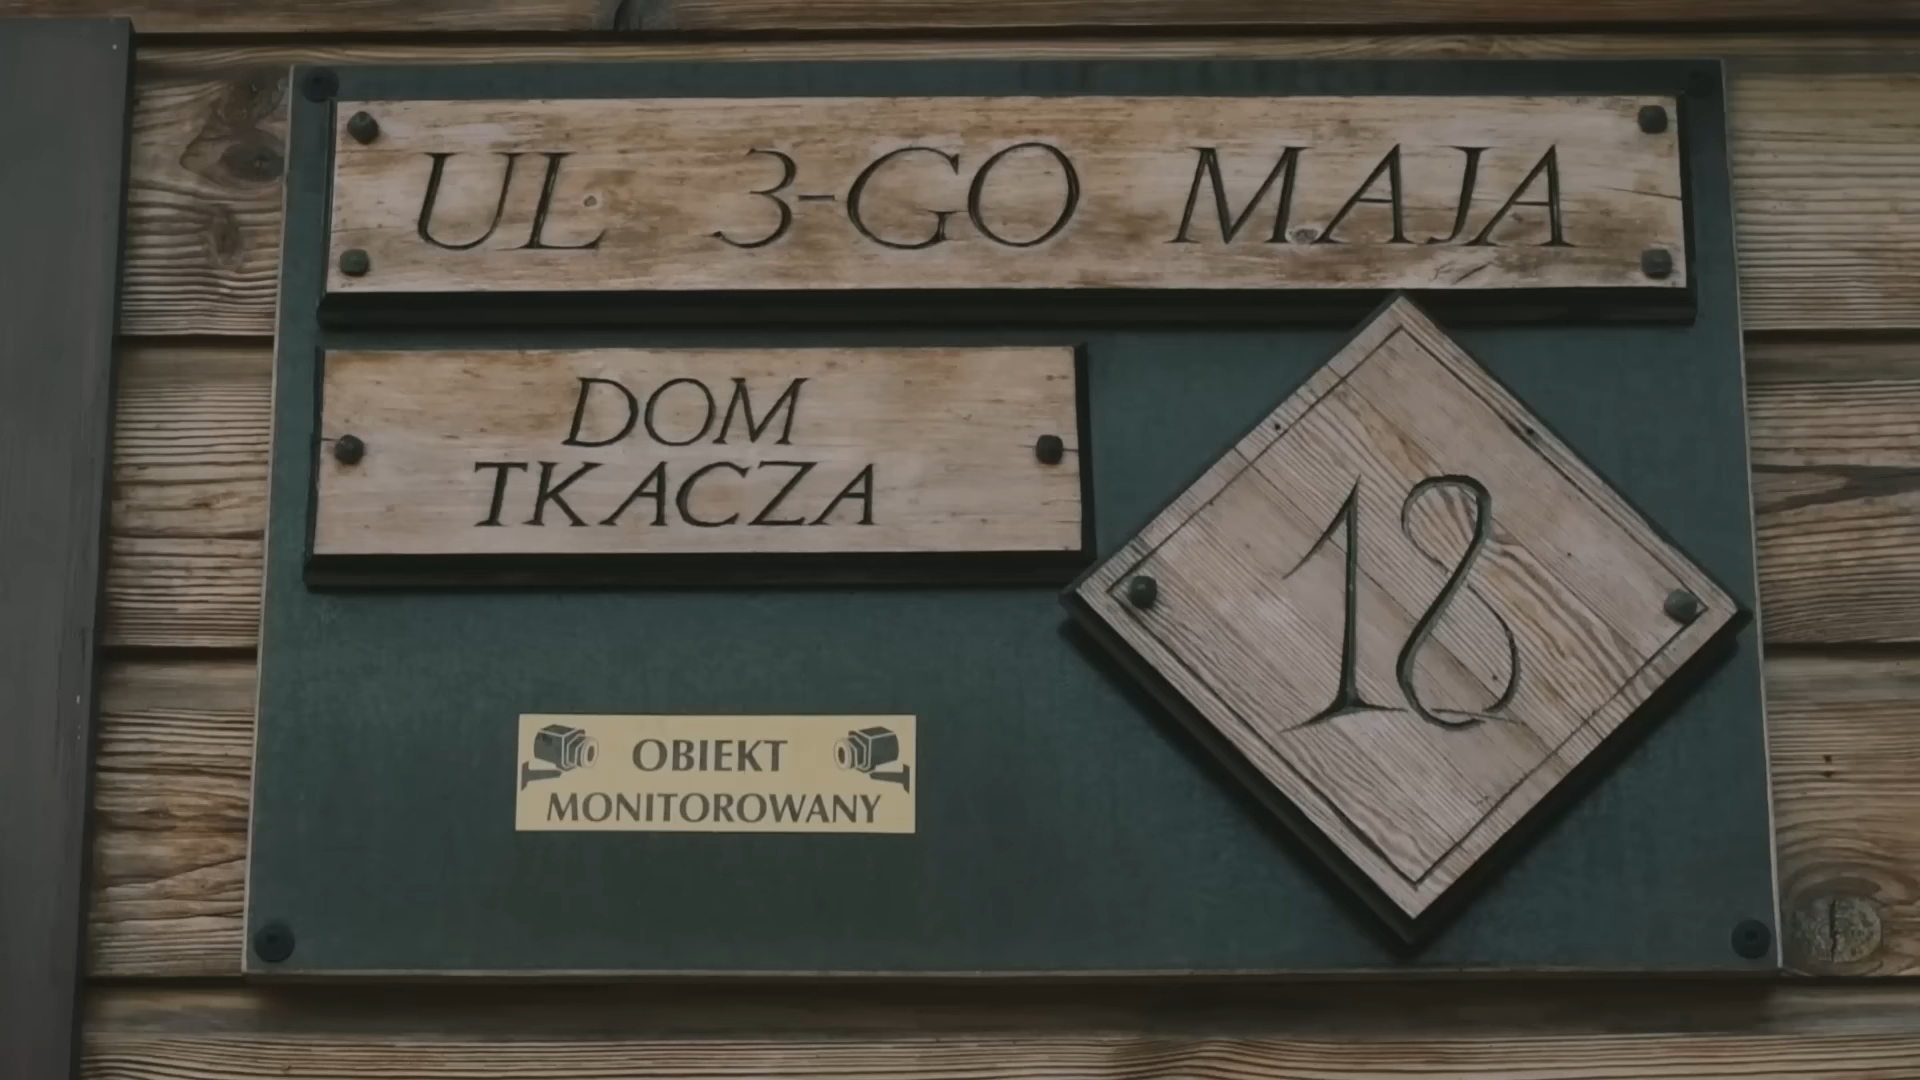 UL 3-GO MAJA
DOM
TKACZA
18
OBIEKT
MONITOROWANY